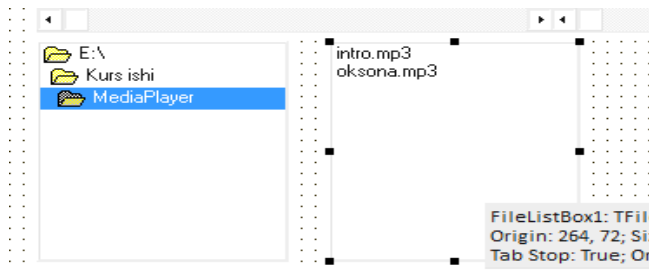 E:\
Kurs ishi
MediaPlayer
intro.mp3
oksona.mp3
FileListBox1: TFil
Origin: 264, 72; Si
Tab Stop: True; Or